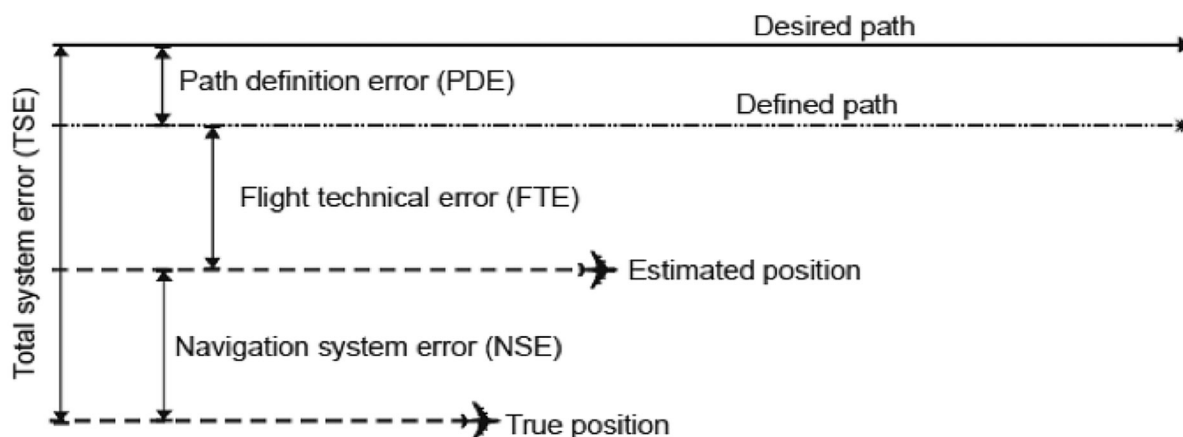 Desired path
Path definition error (PDE)
Defined path
Total system error (TSE)
Flight technical error (FTE)
Estimated position
Navigation system error (NSE)
True position